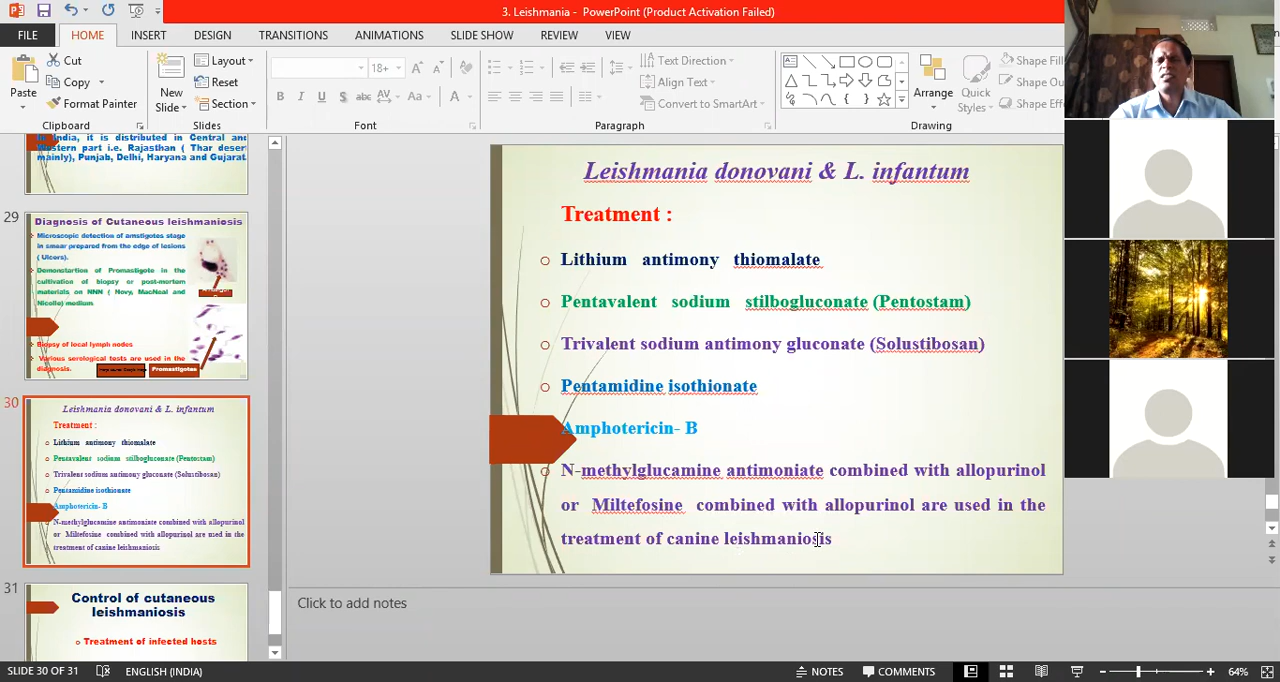 3. Leishmania - PowerPoint (Product Activation Failed)
FILE HOME INSERT DESIGN TRANSITIONS ANIMATIONS SLIDE SHOW REVIEW VIEW
Cut
Copy
Format Painter
Paste
Clipboard
New
Slide
Layout
Reset
Section
Slides
18+
B I U S abc AV Aa A
Font
Text Direction
Align Text
Convert to SmartArt
Paragraph
Arrange
Quick
Styles
Shape Fill
Shape Ou
Shape Effe
Drawing
In India, it is distributed in Central and
Western part i.e. Rajasthan ( Thar desert
mainly), Punjab, Delhi, Haryana and Gujarat.
29
Diagnosis of Cutaneous leishmaniosis
Microscopic detection of amstigotes stage
in smear prepared from the edge of lesions
( Ulcers).
Demonstartion of Promastigote in the
cultivation of biopsy or post-mortem
materials on NNN ( Novy, MacNeal and
Nicolle) medium
Biopsy of local lymph nodes
Various serological tests are used in the
diagnosis.
Promastigotes
30
Leishmania donovani & L. infantum
Treatment :
Lithium antimony thiomalate
Pentavalent sodium stilbogluconate (Pentostam)
Trivalent sodium antimony gluconate (Solustibosan)
Pentamidine isothionate
Amphotericin- B
N-methylglucamine antimoniate combined with allopurinol
or Miltefosine combined with allopurinol are used in the
treatment of canine leishmaniosis
31
Control of cutaneous
leishmaniosis
Treatment of infected hosts
Leishmania donovani & L. infantum
Treatment :
Lithium antimony thiomalate
Pentavalent sodium stilbogluconate (Pentostam)
Trivalent sodium antimony gluconate (Solustibosan)
Pentamidine isothionate
Amphotericin- B
N-methylglucamine antimoniate combined with allopurinol
or Miltefosine combined with allopurinol are used in the
treatment of canine leishmaniosis
Click to add notes
SLIDE 30 OF 31 ENGLISH (INDIA) NOTES COMMENTS 64%